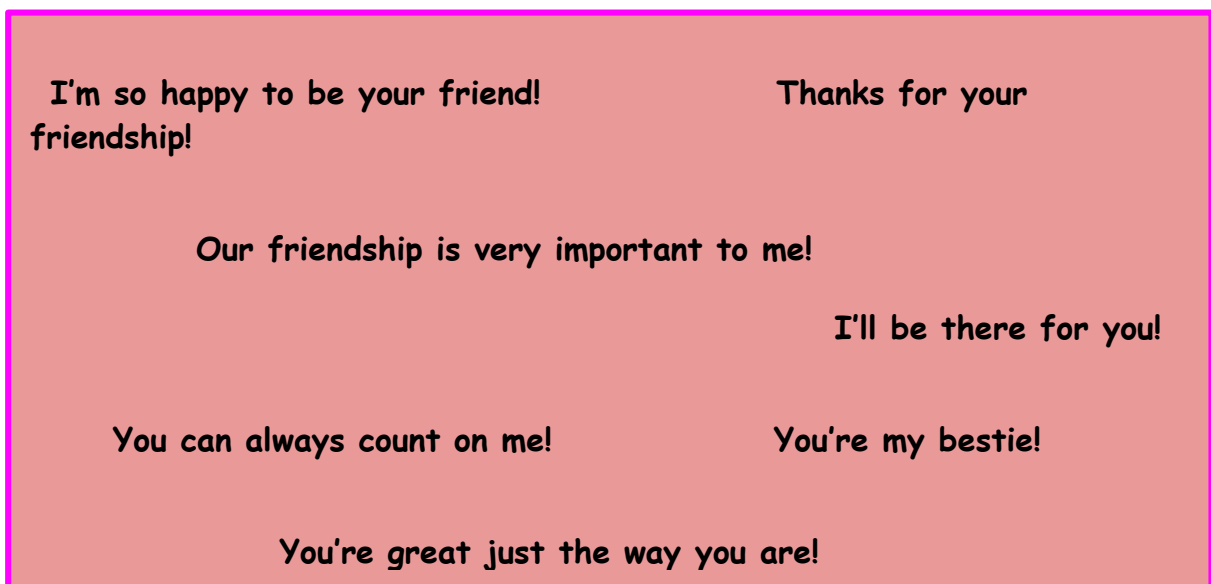 I'm so happy to be your friend! Thanks for your
friendship!
Our friendship is very important to me!
I'll be there for you!
You can always count on me! You're my bestie!
You're great just the way you are!